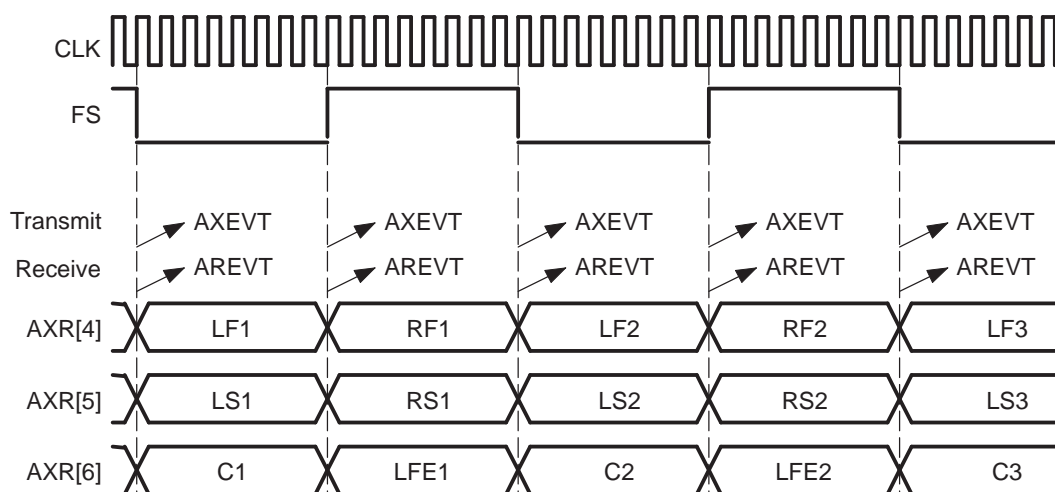 CLK
FS
Transmit AXEVT AXEVT AXEVT AXEVT AXEVT
Receive AREVT AREVT AREVT AREVT AREVT
AXR[4] LF1 RF1 LF2 RF2 LF3
AXR[5] LS1 RS1 LS2 RS2 LS3
AXR[6] C1 LFE1 C2 LFE2 C3